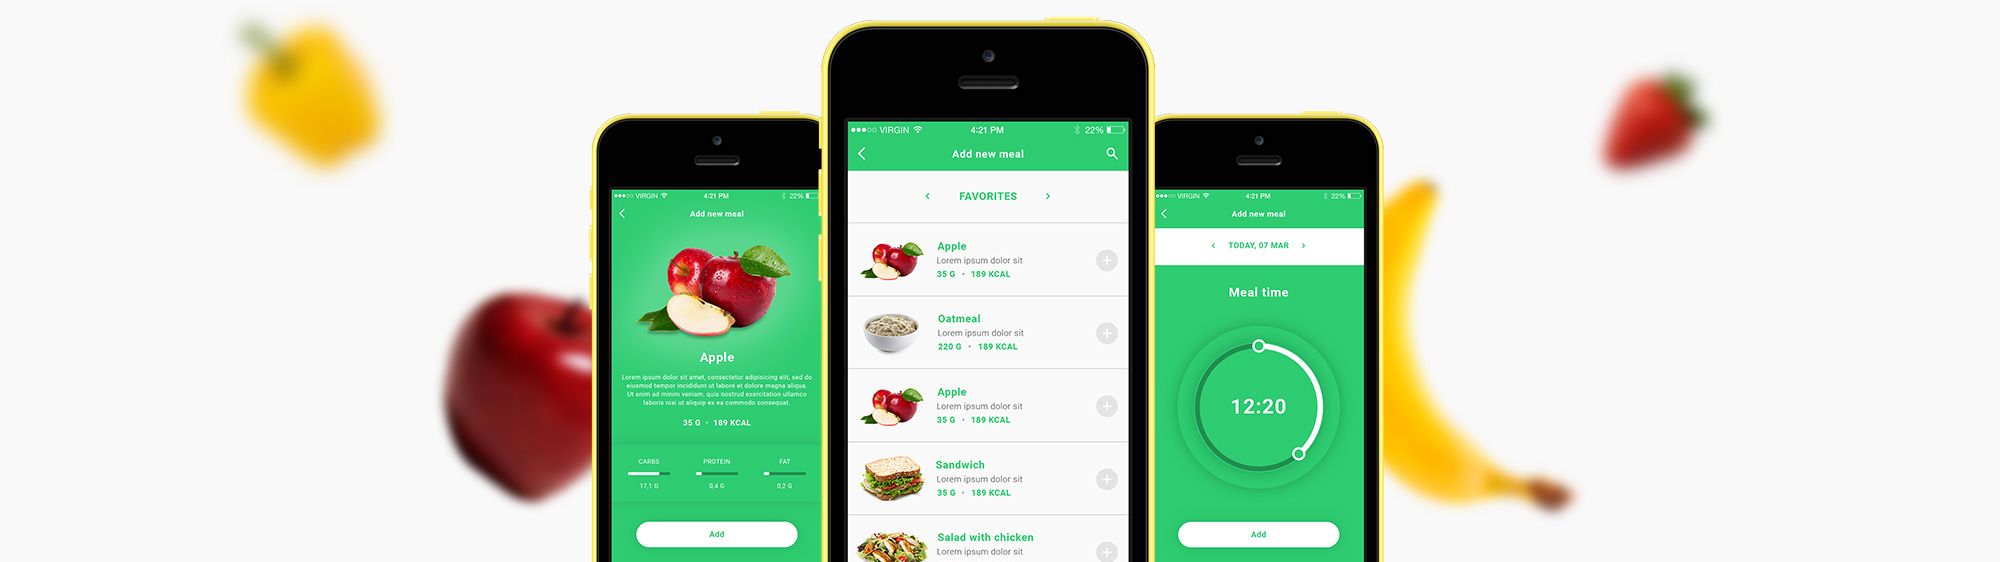 VIRGIN
4:21 PM
22%
Add new meal
Apple
Lorem ipsum dolor sit amet, consectetur adipisicing elit, sed do
eiusmod tempor incididunt ut labore et dolore magna aliqua.
Ut enim ad minim veniam, quis nostrud exercitation ullamco
laboris nisi ut aliquip ex ea commodo consequat.
35 G • 189 KCAL
CARBS PROTEIN FAT
17,1 G 0,4 G 0,2 G
Add
VIRGIN
4:21 PM
22%
Add new meal
FAVORITES
Apple
Lorem ipsum dolor sit
35 G • 189 KCAL
Oatmeal
Lorem ipsum dolor sit
220 G • 189 KCAL
Apple
Lorem ipsum dolor sit
35 G • 189 KCAL
Sandwich
Lorem ipsum dolor sit
35 G • 189 KCAL
Salad with chicken
Lorem ipsum dolor sit
VIRGIN
4:21 PM
22%
Add new meal
TODAY, 07 MAR
Meal time
12:20
Add